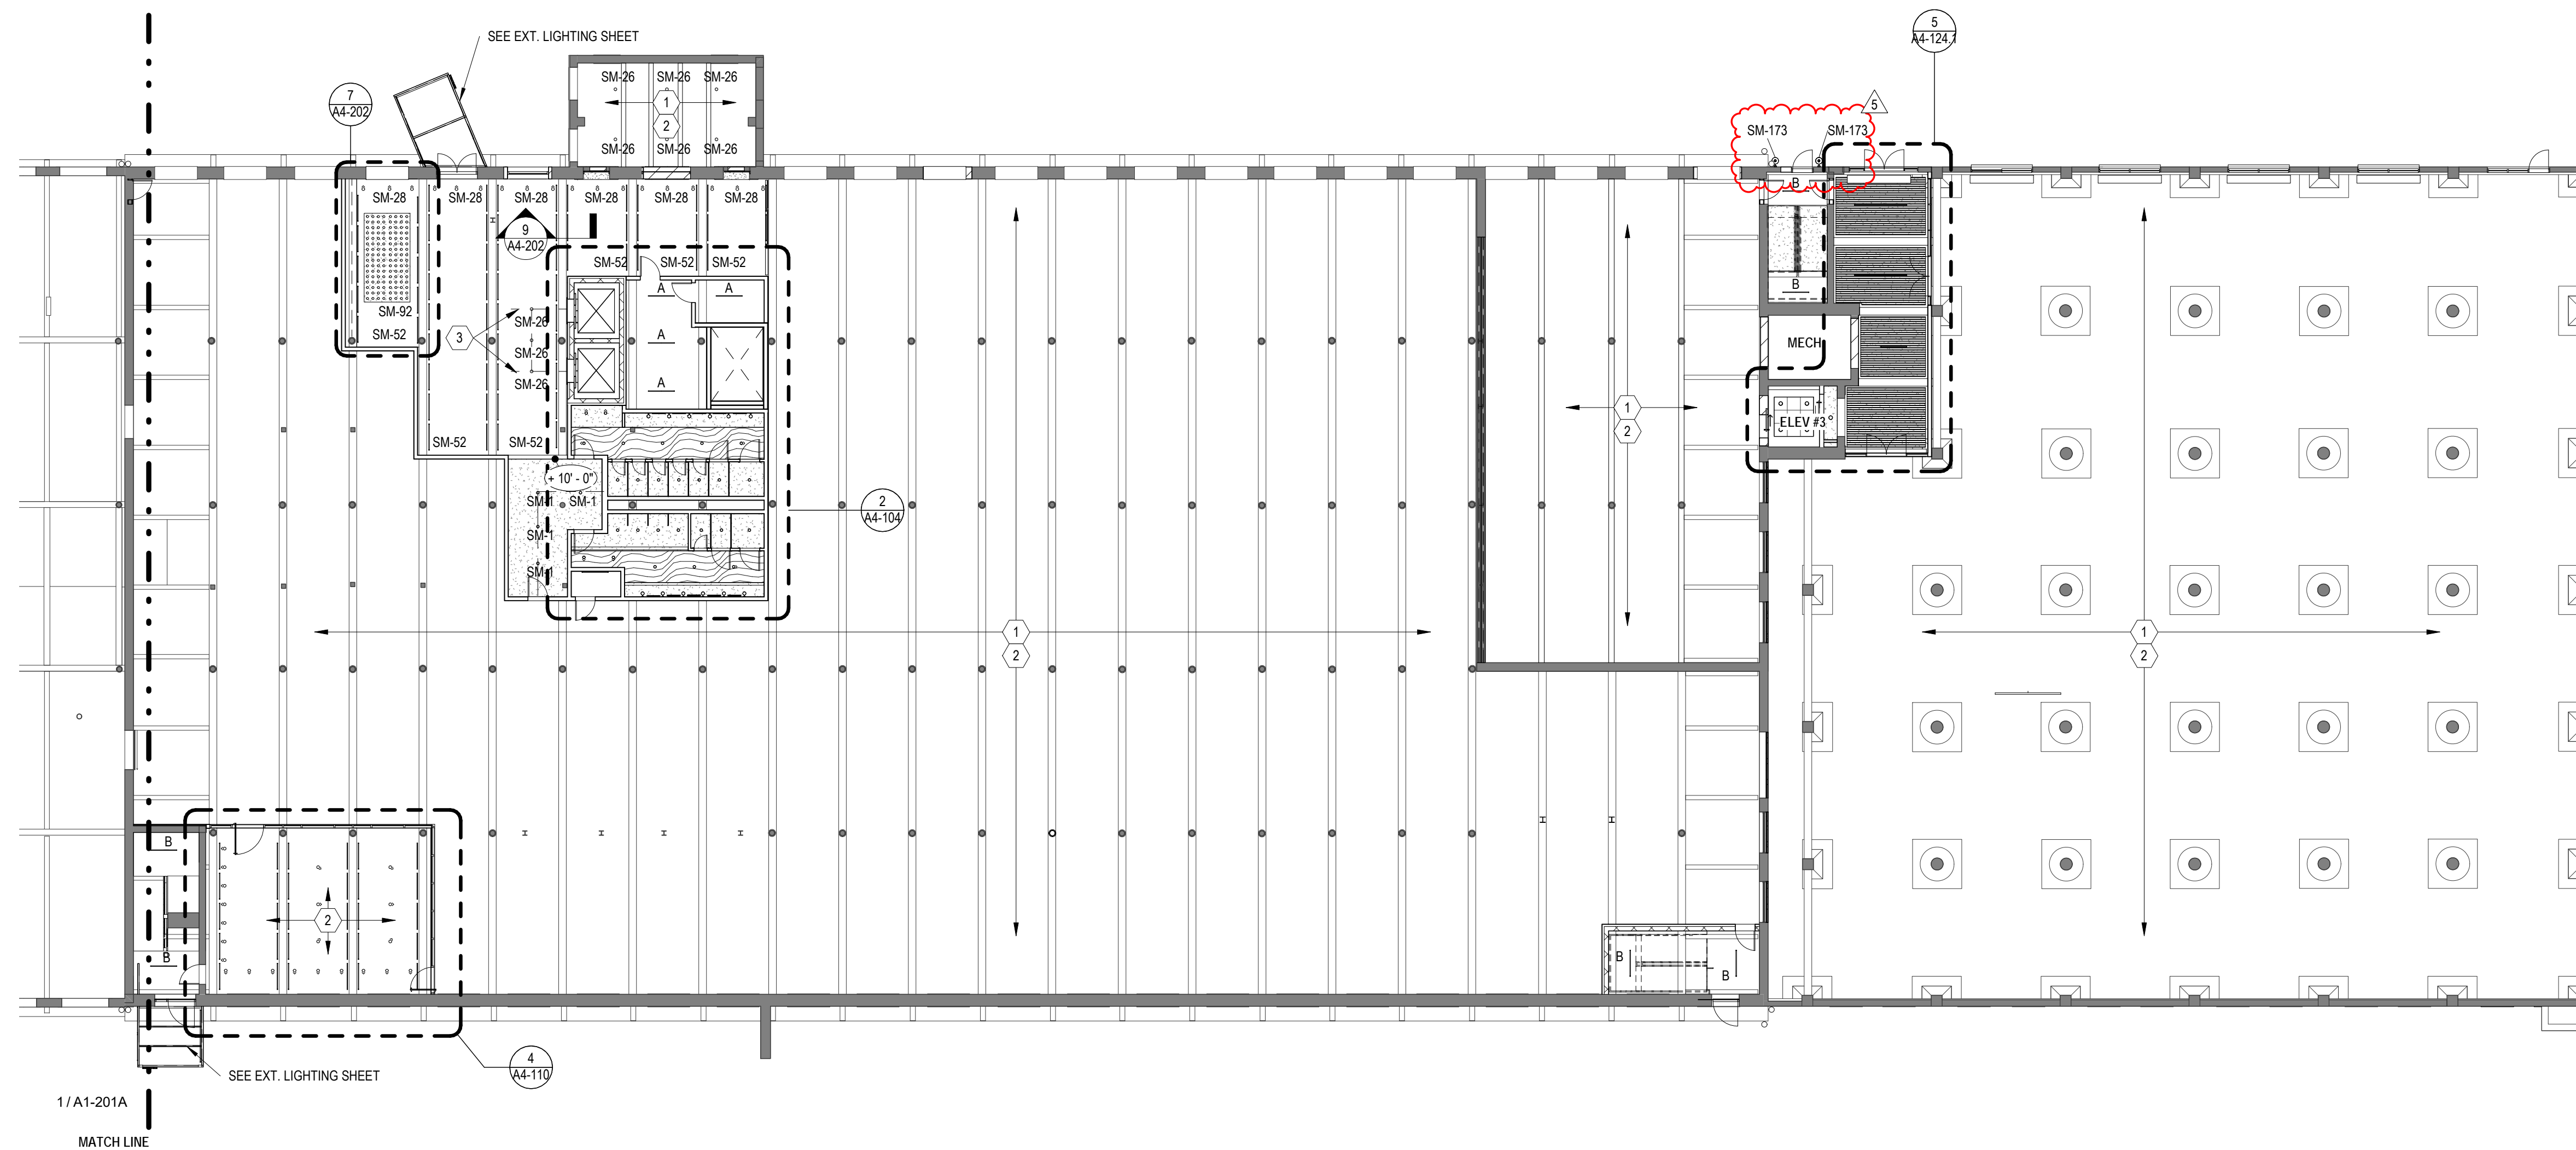 SEE EXT. LIGHTING SHEET
5
A4-124.1
7
A4-202
SM-26 SM-26 SM-26
1
2
SM-26 SM-26 SM-26
5
SM-173 SM-173
B
SM-28 SM-28 SM-28 SM-28 SM-28 SM-28
9
A4-202
SM-52 SM-52 SM-52
A A
B
SM-92
SM-52
3
SM-26
SM-26
SM-26
A
A
MECH
1
2
ELEV #3
SM-52 SM-52
+ 10' - 0"
SM-1 SM-1
SM-1
SM-1
2
A4-104
1
2
1
2
B
B
2
B
B
4
A4-110
SEE EXT. LIGHTING SHEET
1 / A1-201A
MATCH LINE